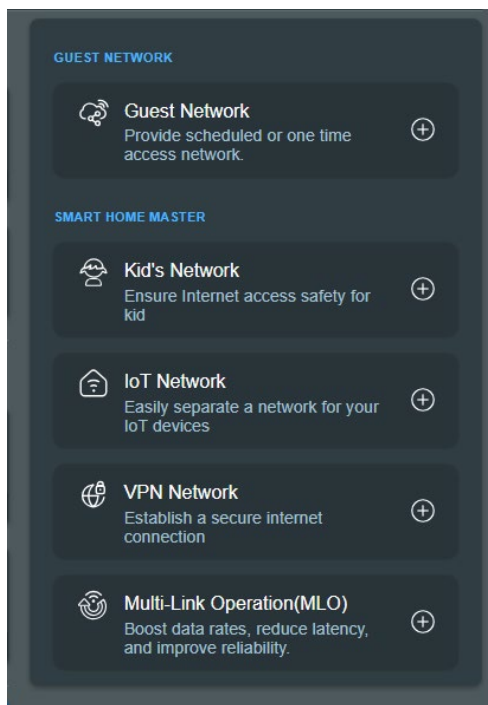 GUEST NETWORK
Guest Network
Provide scheduled or one time
access network.
SMART HOME MASTER
Kid's Network
Ensure Internet access safety for
kid
IoT Network
Easily separate a network for your
IoT devices
VPN Network
Establish a secure internet
connection
Multi-Link Operation(MLO)
Boost data rates, reduce latency,
and improve reliability.